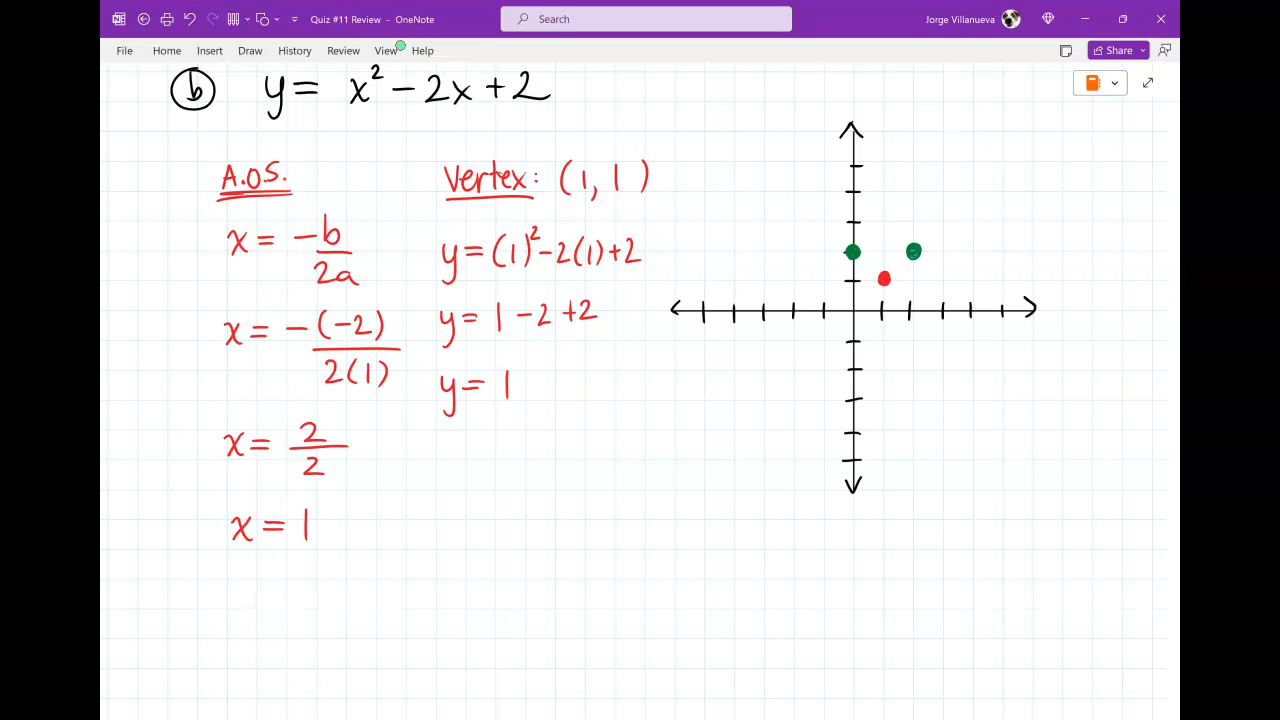 Quiz #11 Review - OneNote
Search
Jorge Villanueva
File Home Insert Draw History Review View Help
Share
b y = x² - 2x + 2
A.O.S.
x = -b/2a
x = -(-2)/2(1)
x = 2/2
x = 1
Vertex: (1, 1)
y = (1)² - 2(1) + 2
y = 1 - 2 + 2
y = 1